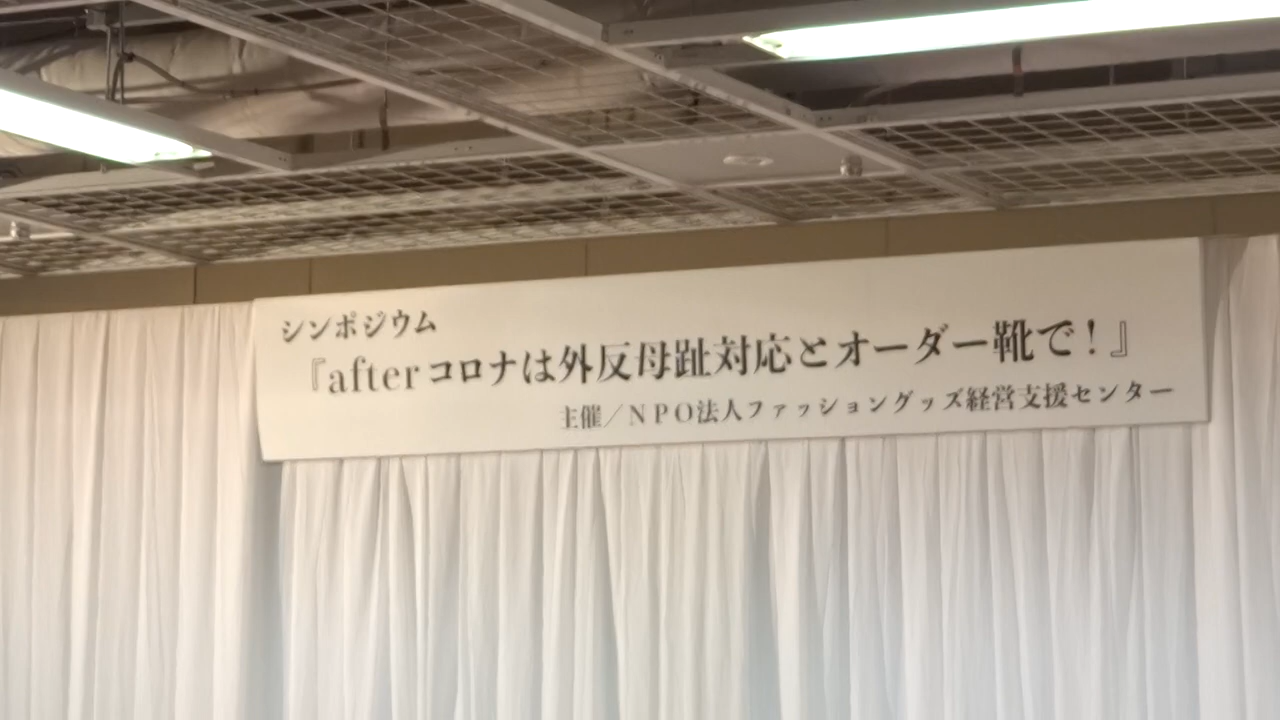 シンポジウム
『afterコロナは外反母趾対応とオーダー靴で！』
主催／NPO法人ファッショングッズ経営支援センター